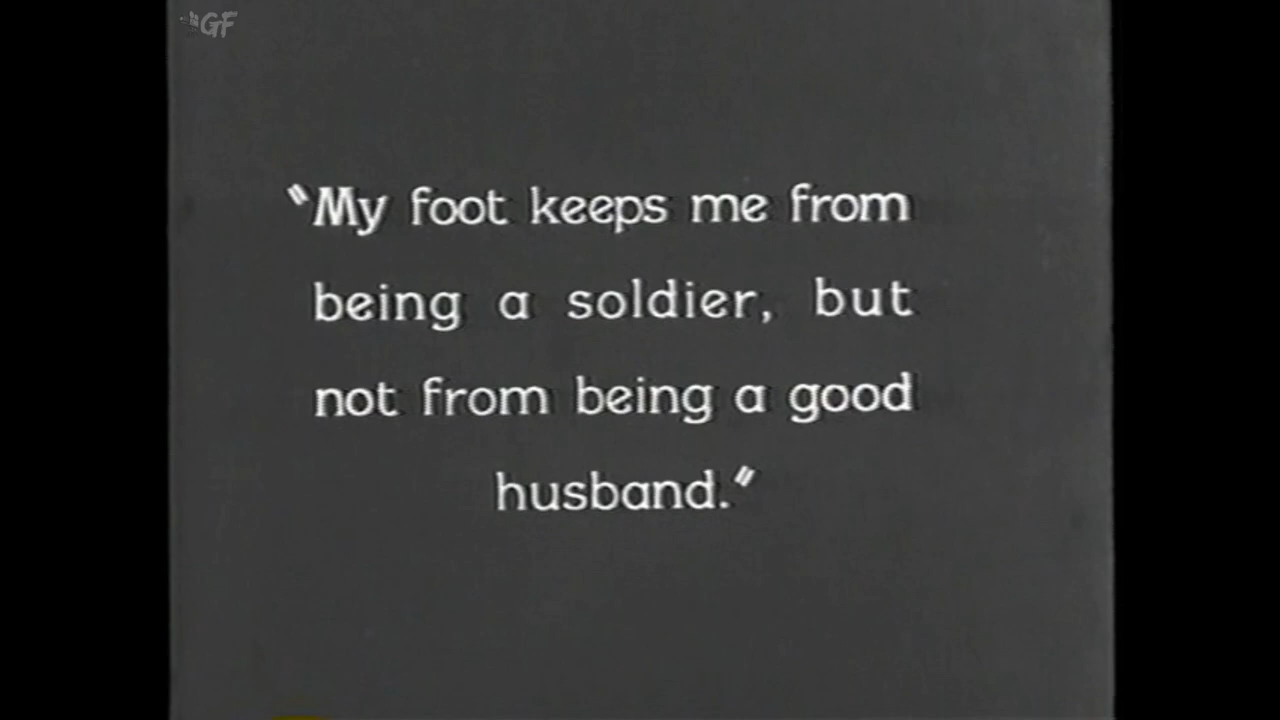 GF
"My foot keeps me from
being a soldier, but
not from being a good
husband."